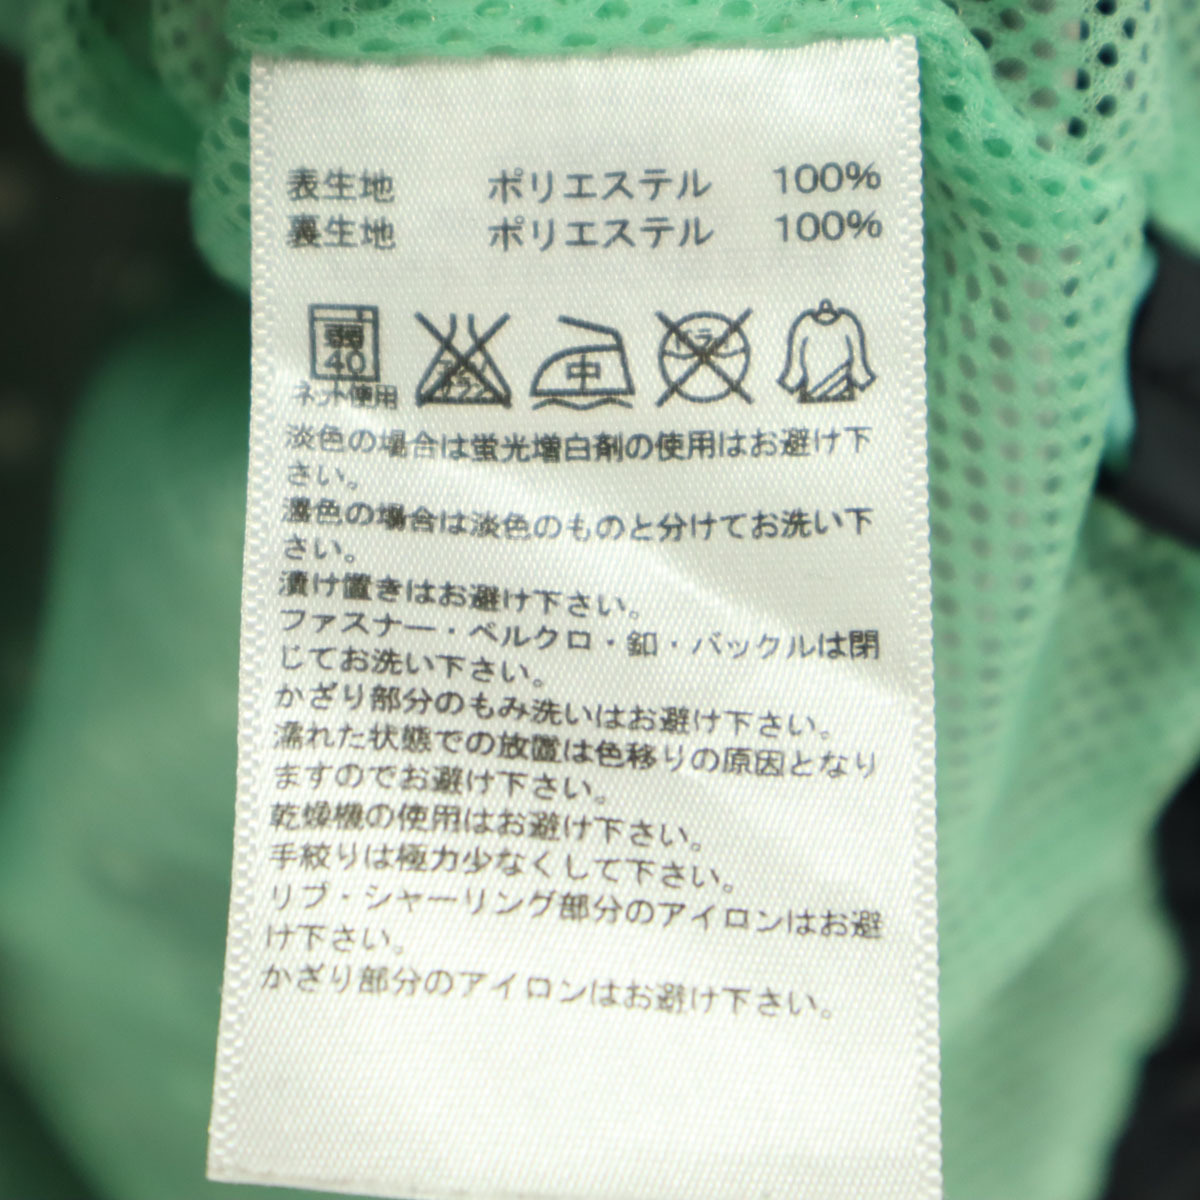 表生地 ポリエステル 100%
裏生地 ポリエステル 100%
弱 40 エンソ サラシ 中 ドライ
ネット使用
淡色の場合は蛍光増白剤の使用はお避け下
さい。
濃色の場合は淡色のものと分けてお洗い下
さい。
漬け置きはお避け下さい。
ファスナー・ベルクロ・釦・バックルは閉
じてお洗い下さい。
かざり部分のもみ洗いはお避け下さい。
濡れた状態での放置は色移りの原因となり
ますのでお避け下さい。
乾燥機の使用はお避け下さい。
手絞りは極力少なくして下さい。
リブ・シャーリング部分のアイロンはお避
け下さい。
かざり部分のアイロンはお避け下さい。